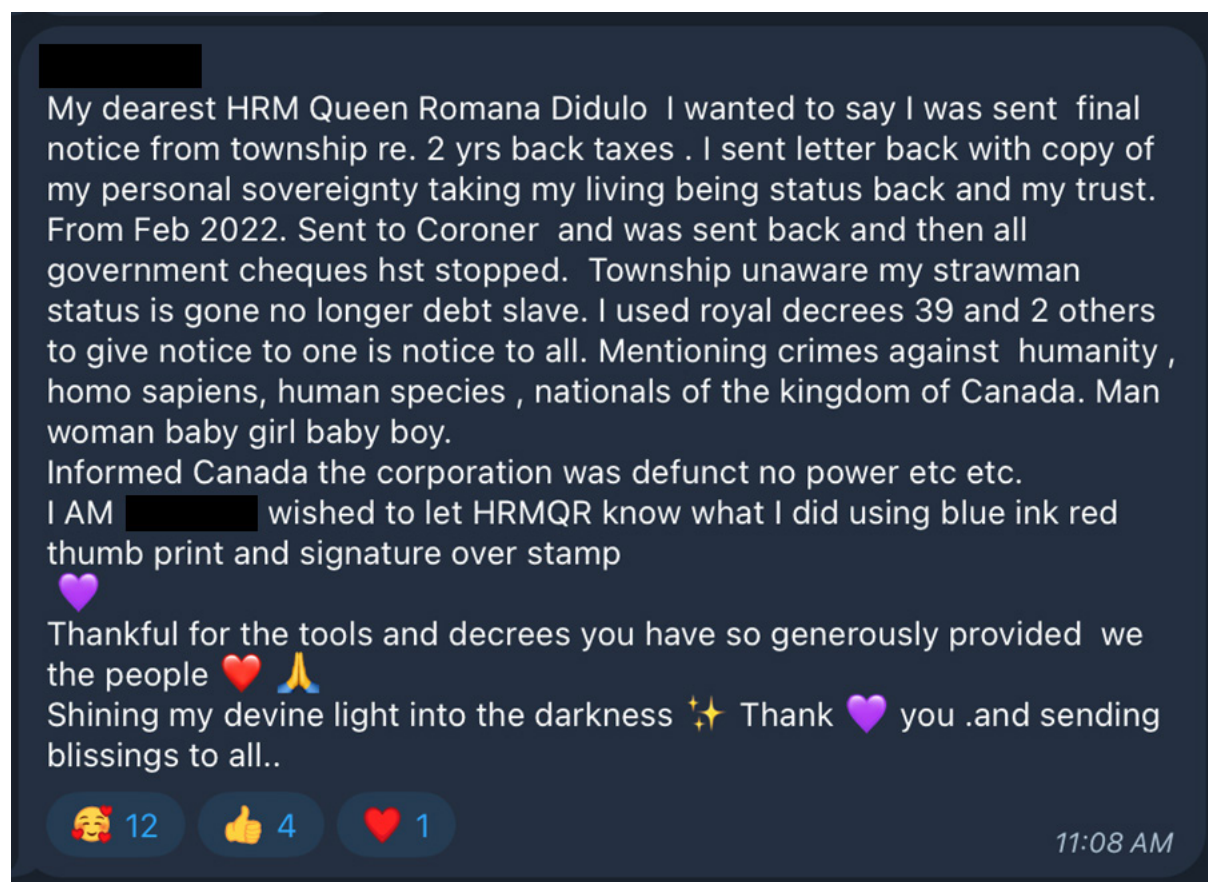 My dearest HRM Queen Romana Didulo  I wanted to say I was sent  final
notice from township re. 2 yrs back taxes . I sent letter back with copy of
my personal sovereignty taking my living being status back and my trust.
From Feb 2022. Sent to Coroner  and was sent back and then all
government cheques hst stopped.  Township unaware my strawman
status is gone no longer debt slave. I used royal decrees 39 and 2 others
to give notice to one is notice to all. Mentioning crimes against  humanity ,
homo sapiens, human species , nationals of the kingdom of Canada. Man
woman baby girl baby boy.
Informed Canada the corporation was defunct no power etc etc.
I AM wished to let HRMQR know what I did using blue ink red
thumb print and signature over stamp
💜
Thankful for the tools and decrees you have so generously provided  we
the people ❤️ 🙏
Shining my devine light into the darkness ✨ Thank 💜 you .and sending
blissings to all..
🥰 12 👍 4 ❤️ 1
11:08 AM